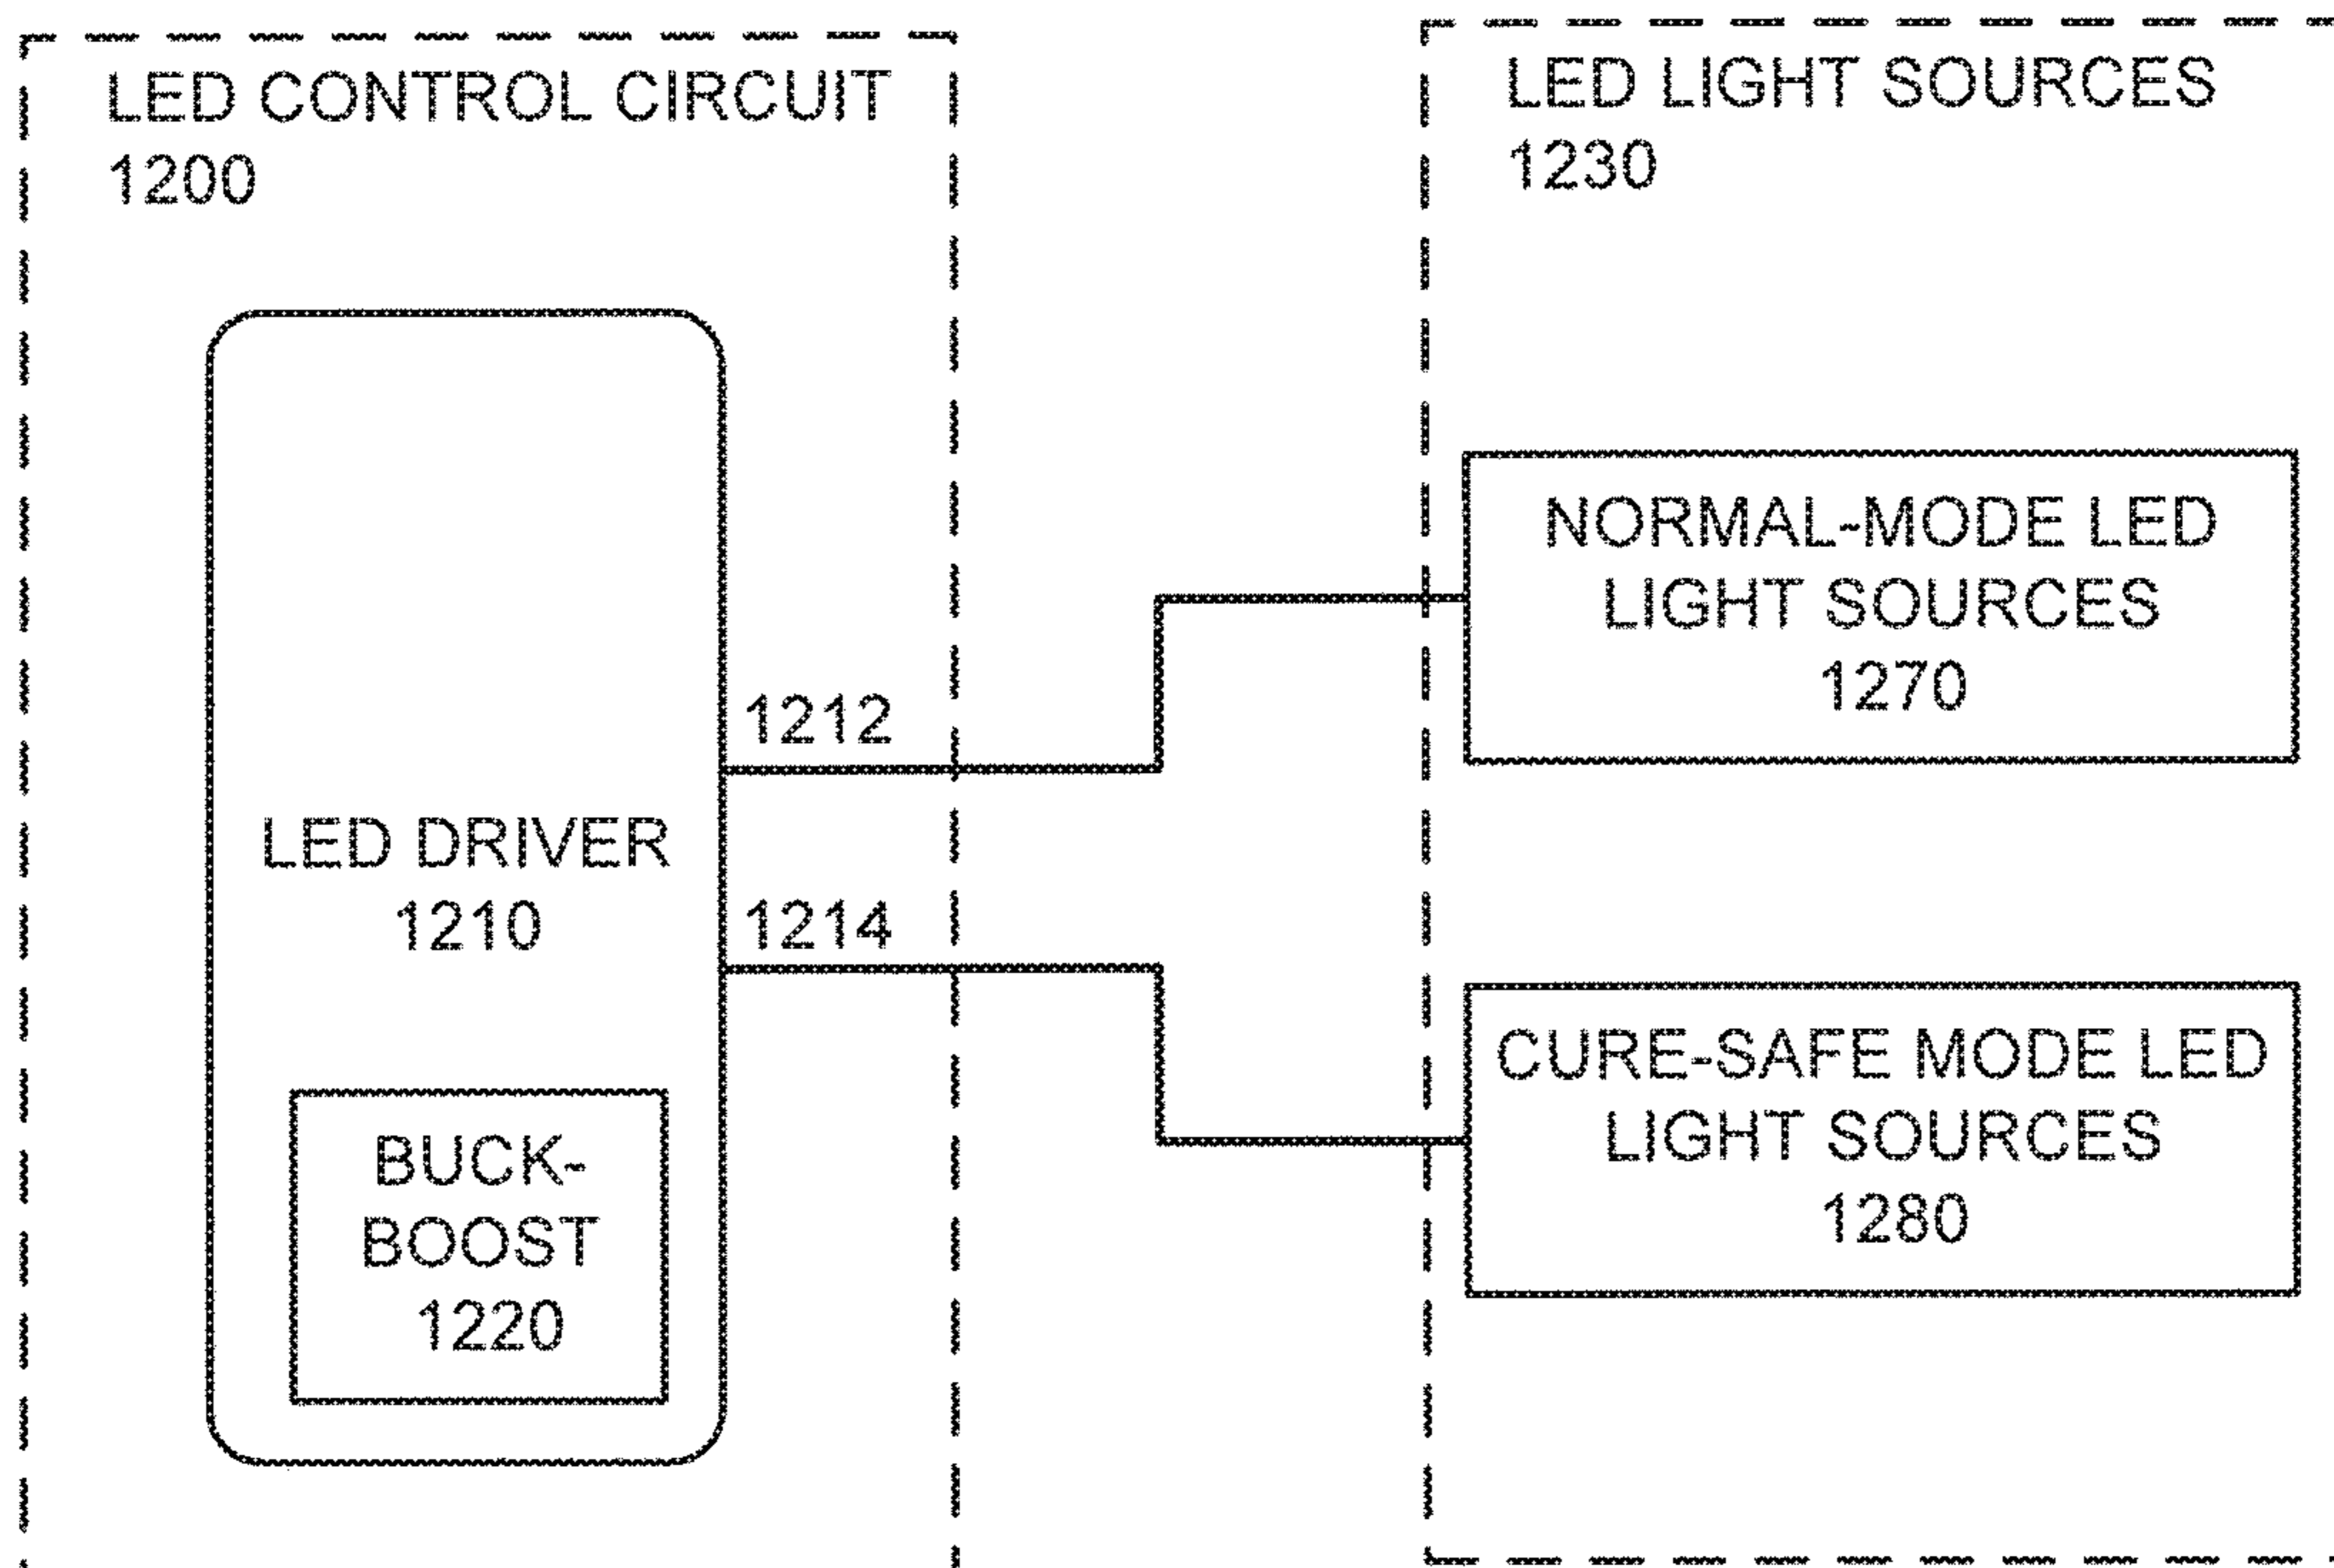 LED CONTROL CIRCUIT
1200
LED DRIVER
1210
BUCK-
BOOST
1220
1212
1214
LED LIGHT SOURCES
1230
NORMAL-MODE LED
LIGHT SOURCES
1270
CURE-SAFE MODE LED
LIGHT SOURCES
1280